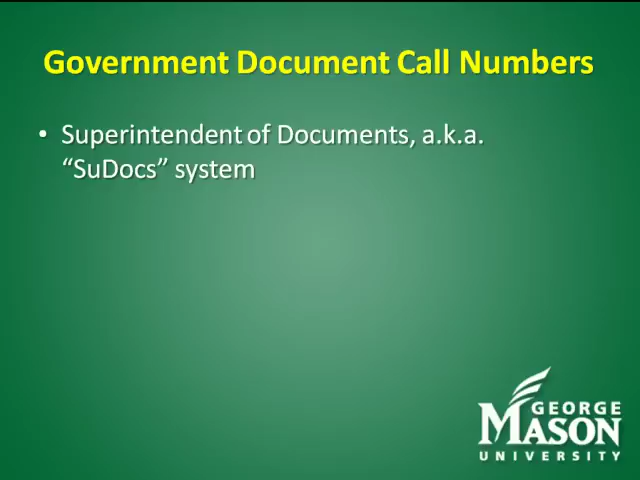 Government Document Call Numbers
• Superintendent of Documents, a.k.a.
“SuDocs” system
GEORGE
MASON
UNIVERSITY